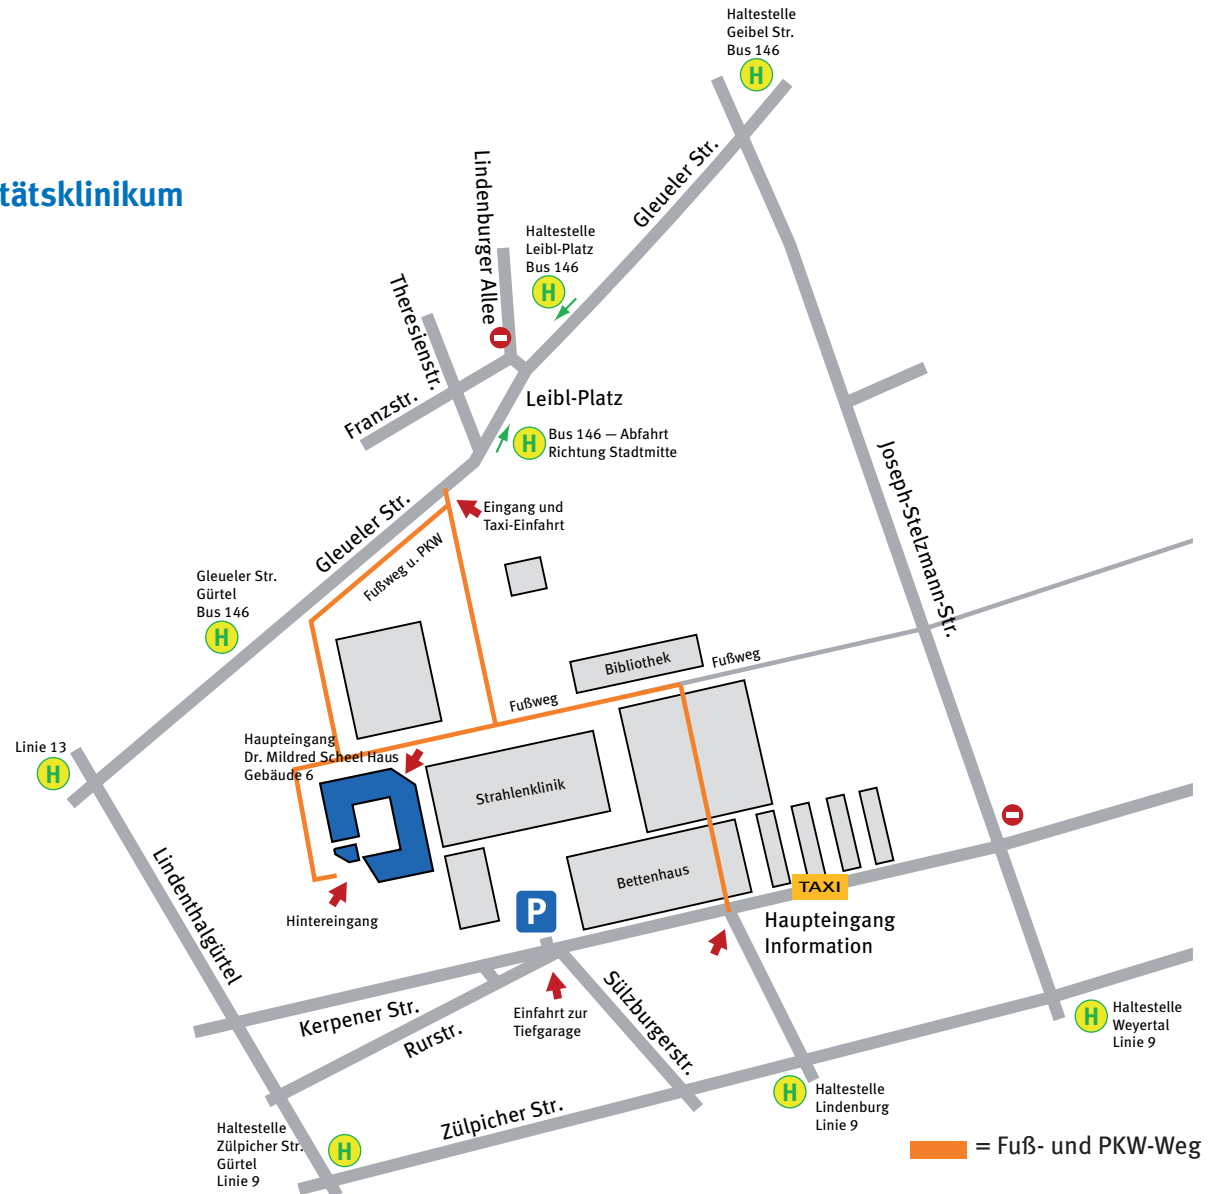 Haltestelle
Geibel Str.
Bus 146
H
tätsklinikum
Lindenburger Allee
Gleueler Str.
Haltestelle
Leibl-Platz
Bus 146
H
Theresienstr.
Franzstr.
Leibl-Platz
H
Bus 146 — Abfahrt
Richtung Stadtmitte
Joseph-Stelzmann-Str.
Gleueler Str.
Eingang und
Taxi-Einfahrt
Fußweg u. PKW
Gleueler Str.
Gürtel
Bus 146
H
Bibliothek
Fußweg
Fußweg
Linie 13
H
Haupteingang
Dr. Mildred Scheel Haus
Gebäude 6
Strahlenklinik
Bettenhaus
TAXI
Lindenthalgürtel
Hintereingang
P
Haupteingang
Information
Kerpener Str.
Rurstr.
Einfahrt zur
Tiefgarage
Sülzburgerstr.
H
Haltestelle
Weyertal
Linie 9
H
Haltestelle
Lindenburg
Linie 9
Zülpicher Str.
Haltestelle
Zülpicher Str.
Gürtel
Linie 9
H
= Fuß- und PKW-Weg